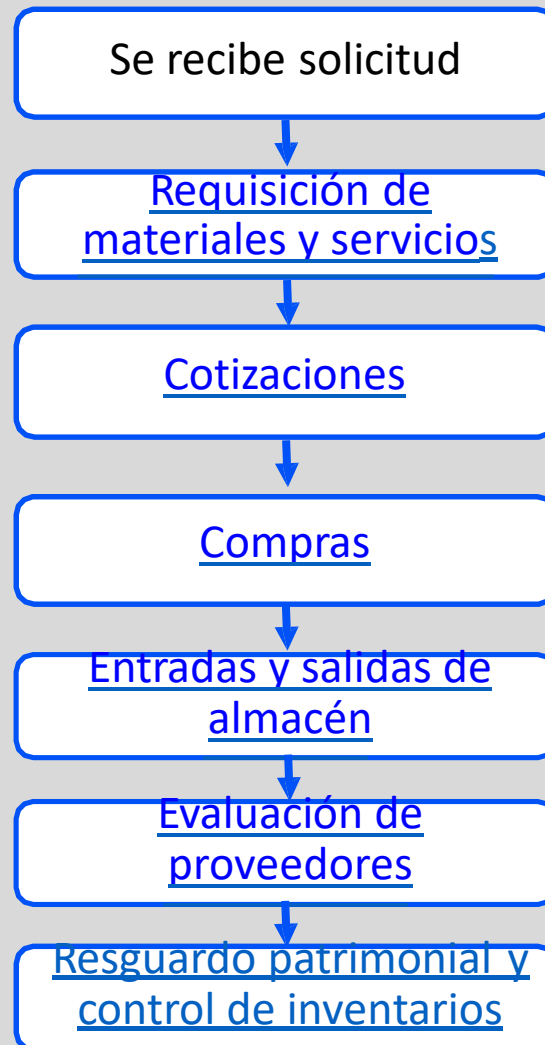 Se recibe solicitud
Requisición de
materiales y servicios
Cotizaciones
Compras
Entradas y salidas de
almacén
Evaluación de
proveedores
Resguardo patrimonial y
control de inventarios